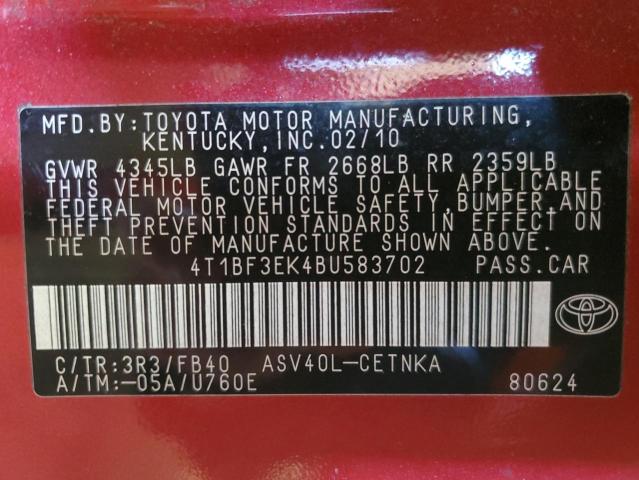 MFD.BY:TOYOTA MOTOR MANUFACTURING,
KENTUCKY,INC.02/10
GVWR 4345LB GAWR FR 2668LB RR 2359LB
THIS VEHICLE CONFORMS TO ALL APPLICABLE
FEDERAL MOTOR VEHICLE SAFETY,BUMPER,AND
THEFT PREVENTION STANDARDS IN EFFECT ON
THE DATE OF MANUFACTURE SHOWN ABOVE.
4T1BF3EK4BU583702 PASS.CAR
C/TR:3R3/FB40 ASV40L-CETNKA
A/TM:-05A/U760E 80624